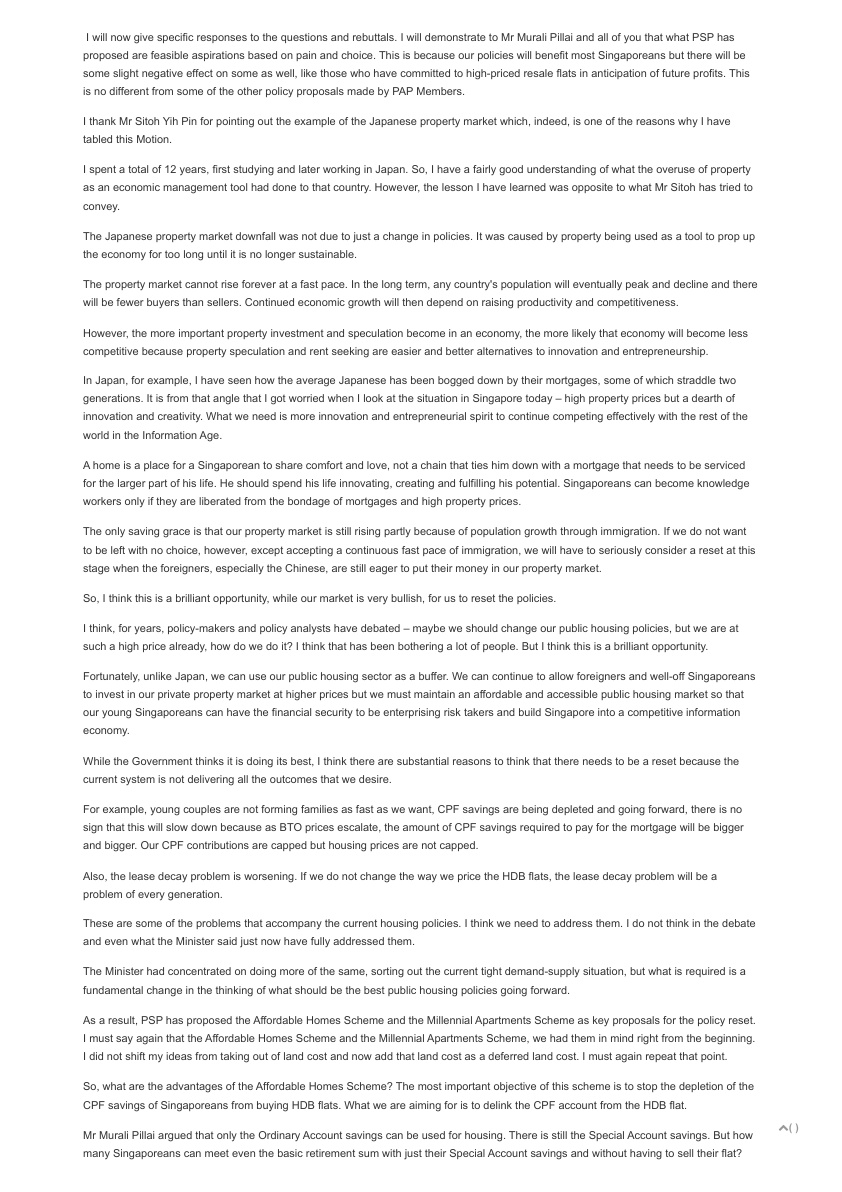 I will now give specific responses to the questions and rebuttals. I will demonstrate to Mr Murali Pillai and all of you that what PSP has
proposed are feasible aspirations based on pain and choice. This is because our policies will benefit most Singaporeans but there will be
some slight negative effect on some as well, like those who have committed to high-priced resale flats in anticipation of future profits. This
is no different from some of the other policy proposals made by PAP Members.
I thank Mr Sitoh Yih Pin for pointing out the example of the Japanese property market which, indeed, is one of the reasons why I have
tabled this Motion.
I spent a total of 12 years, first studying and later working in Japan. So, I have a fairly good understanding of what the overuse of property
as an economic management tool had done to that country. However, the lesson I have learned was opposite to what Mr Sitoh has tried to
convey.
The Japanese property market downfall was not due to just a change in policies. It was caused by property being used as a tool to prop up
the economy for too long until it is no longer sustainable.
The property market cannot rise forever at a fast pace. In the long term, any country's population will eventually peak and decline and there
will be fewer buyers than sellers. Continued economic growth will then depend on raising productivity and competitiveness.
However, the more important property investment and speculation become in an economy, the more likely that economy will become less
competitive because property speculation and rent seeking are easier and better alternatives to innovation and entrepreneurship.
In Japan, for example, I have seen how the average Japanese has been bogged down by their mortgages, some of which straddle two
generations. It is from that angle that I got worried when I look at the situation in Singapore today – high property prices but a dearth of
innovation and creativity. What we need is more innovation and entrepreneurial spirit to continue competing effectively with the rest of the
world in the Information Age.
A home is a place for a Singaporean to share comfort and love, not a chain that ties him down with a mortgage that needs to be serviced
for the larger part of his life. He should spend his life innovating, creating and fulfilling his potential. Singaporeans can become knowledge
workers only if they are liberated from the bondage of mortgages and high property prices.
The only saving grace is that our property market is still rising partly because of population growth through immigration. If we do not want
to be left with no choice, however, except accepting a continuous fast pace of immigration, we will have to seriously consider a reset at this
stage when the foreigners, especially the Chinese, are still eager to put their money in our property market.
So, I think this is a brilliant opportunity, while our market is very bullish, for us to reset the policies.
I think, for years, policy-makers and policy analysts have debated – maybe we should change our public housing policies, but we are at
such a high price already, how do we do it? I think that has been bothering a lot of people. But I think this is a brilliant opportunity.
Fortunately, unlike Japan, we can use our public housing sector as a buffer. We can continue to allow foreigners and well-off Singaporeans
to invest in our private property market at higher prices but we must maintain an affordable and accessible public housing market so that
our young Singaporeans can have the financial security to be enterprising risk takers and build Singapore into a competitive information
economy.
While the Government thinks it is doing its best, I think there are substantial reasons to think that there needs to be a reset because the
current system is not delivering all the outcomes that we desire.
For example, young couples are not forming families as fast as we want, CPF savings are being depleted and going forward, there is no
sign that this will slow down because as BTO prices escalate, the amount of CPF savings required to pay for the mortgage will be bigger
and bigger. Our CPF contributions are capped but housing prices are not capped.
Also, the lease decay problem is worsening. If we do not change the way we price the HDB flats, the lease decay problem will be a
problem of every generation.
These are some of the problems that accompany the current housing policies. I think we need to address them. I do not think in the debate
and even what the Minister said just now have fully addressed them.
The Minister had concentrated on doing more of the same, sorting out the current tight demand-supply situation, but what is required is a
fundamental change in the thinking of what should be the best public housing policies going forward.
As a result, PSP has proposed the Affordable Homes Scheme and the Millennial Apartments Scheme as key proposals for the policy reset.
I must say again that the Affordable Homes Scheme and the Millennial Apartments Scheme, we had them in mind right from the beginning.
I did not shift my ideas from taking out of land cost and now add that land cost as a deferred land cost. I must again repeat that point.
So, what are the advantages of the Affordable Homes Scheme? The most important objective of this scheme is to stop the depletion of the
CPF savings of Singaporeans from buying HDB flats. What we are aiming for is to delink the CPF account from the HDB flat.
Mr Murali Pillai argued that only the Ordinary Account savings can be used for housing. There is still the Special Account savings. But how
many Singaporeans can meet even the basic retirement sum with just their Special Account savings and without having to sell their flat?
( )